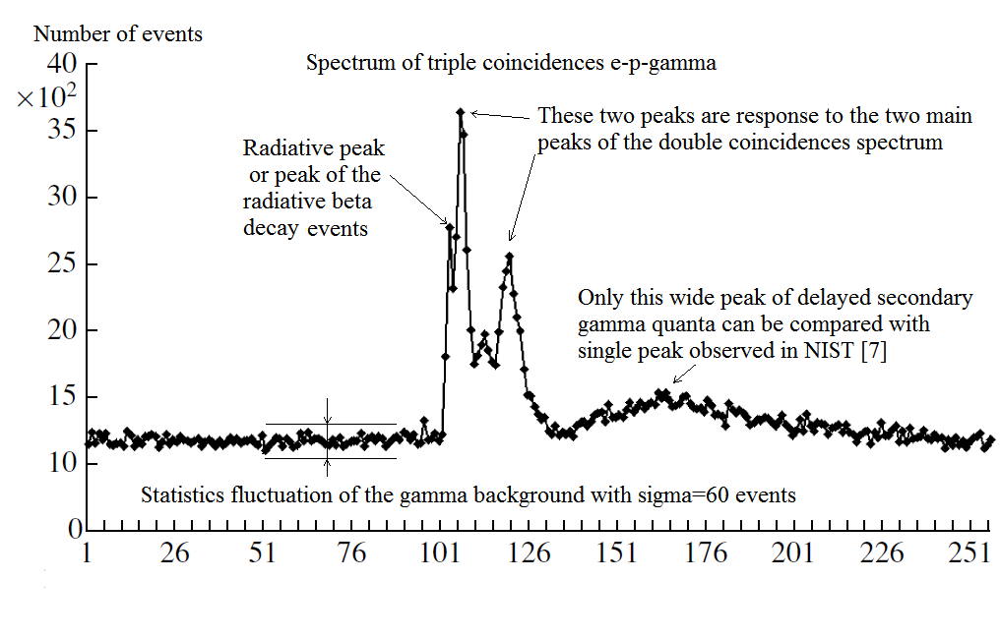 Number of events
40
×10²
35
30
25
20
15
10
0
Spectrum of triple coincidences e-p-gamma
These two peaks are response to the two main
peaks of the double coincidences spectrum
Radiative peak
or peak of the
radiative beta
decay events
Only this wide peak of delayed secondary
gamma quanta can be compared with
single peak observed in NIST [7]
Statistics fluctuation of the gamma background with sigma=60 events
1 26 51 76 101 126 151 176 201 226 251